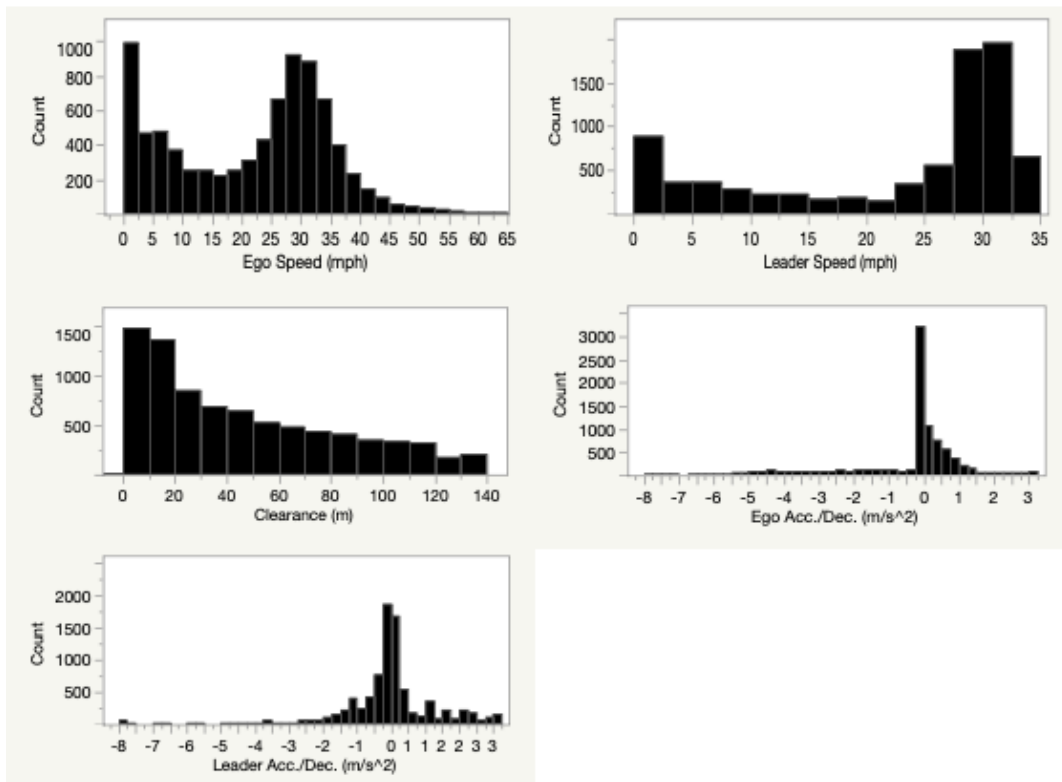 Count
1000
800
600
400
200
0 5 10 15 20 25 30 35 40 45 50 55 60 65
Ego Speed (mph)
Count
1500
1000
500
0 5 10 15 20 25 30 35
Leader Speed (mph)
Count
1500
1000
500
0 20 40 60 80 100 120 140
Clearance (m)
Count
3000
2500
2000
1500
1000
500
-8 -7 -6 -5 -4 -3 -2 -1 0 1 2 3
Ego Acc./Dec. (m/s^2)
Count
2000
1500
1000
500
-8 -7 -6 -5 -4 -3 -2 -1 0 1 1 2 2 3 3
Leader Acc./Dec. (m/s^2)